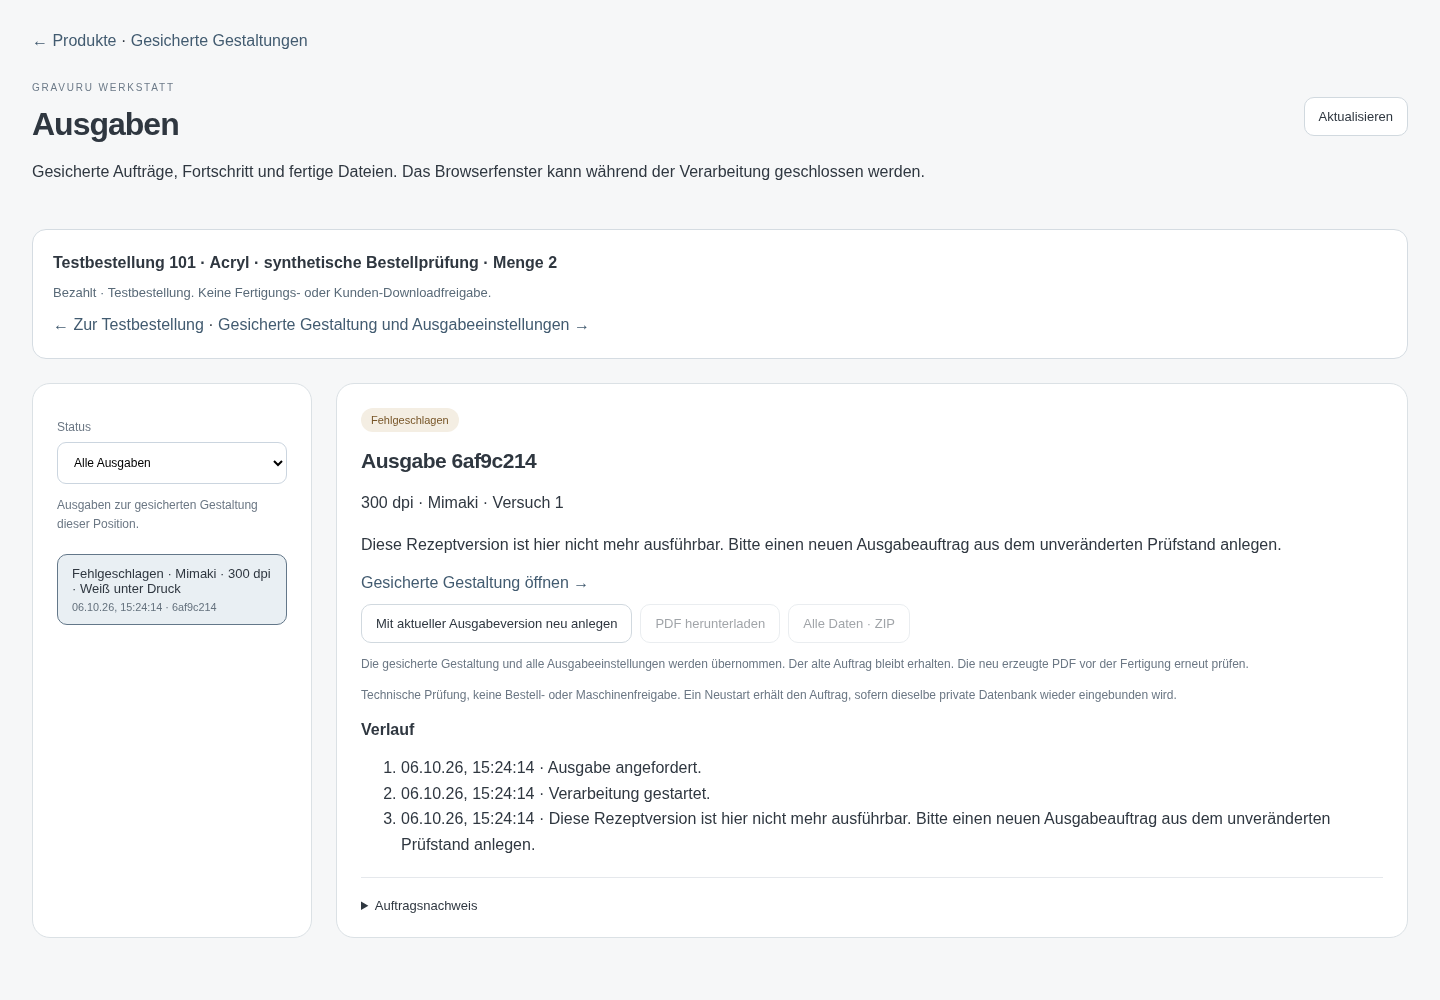 ← Produkte · Gesicherte Gestaltungen
GRAVURU WERKSTATT
Ausgaben
Aktualisieren
Gesicherte Aufträge, Fortschritt und fertige Dateien. Das Browserfenster kann während der Verarbeitung geschlossen werden.
Testbestellung 101 · Acryl · synthetische Bestellprüfung · Menge 2
Bezahlt · Testbestellung. Keine Fertigungs- oder Kunden-Downloadfreigabe.
← Zur Testbestellung · Gesicherte Gestaltung und Ausgabeeinstellungen →
Status
Alle Ausgaben
Ausgaben zur gesicherten Gestaltung
dieser Position.
Fehlgeschlagen · Mimaki · 300 dpi
· Weiß unter Druck
06.10.26, 15:24:14 · 6af9c214
Fehlgeschlagen
Ausgabe 6af9c214
300 dpi · Mimaki · Versuch 1
Diese Rezeptversion ist hier nicht mehr ausführbar. Bitte einen neuen Ausgabeauftrag aus dem unveränderten Prüfstand anlegen.
Gesicherte Gestaltung öffnen →
Mit aktueller Ausgabeversion neu anlegen
PDF herunterladen
Alle Daten · ZIP
Die gesicherte Gestaltung und alle Ausgabeeinstellungen werden übernommen. Der alte Auftrag bleibt erhalten. Die neu erzeugte PDF vor der Fertigung erneut prüfen.
Technische Prüfung, keine Bestell- oder Maschinenfreigabe. Ein Neustart erhält den Auftrag, sofern dieselbe private Datenbank wieder eingebunden wird.
Verlauf
1. 06.10.26, 15:24:14 · Ausgabe angefordert.
2. 06.10.26, 15:24:14 · Verarbeitung gestartet.
3. 06.10.26, 15:24:14 · Diese Rezeptversion ist hier nicht mehr ausführbar. Bitte einen neuen Ausgabeauftrag aus dem unveränderten
Prüfstand anlegen.
▶ Auftragsnachweis